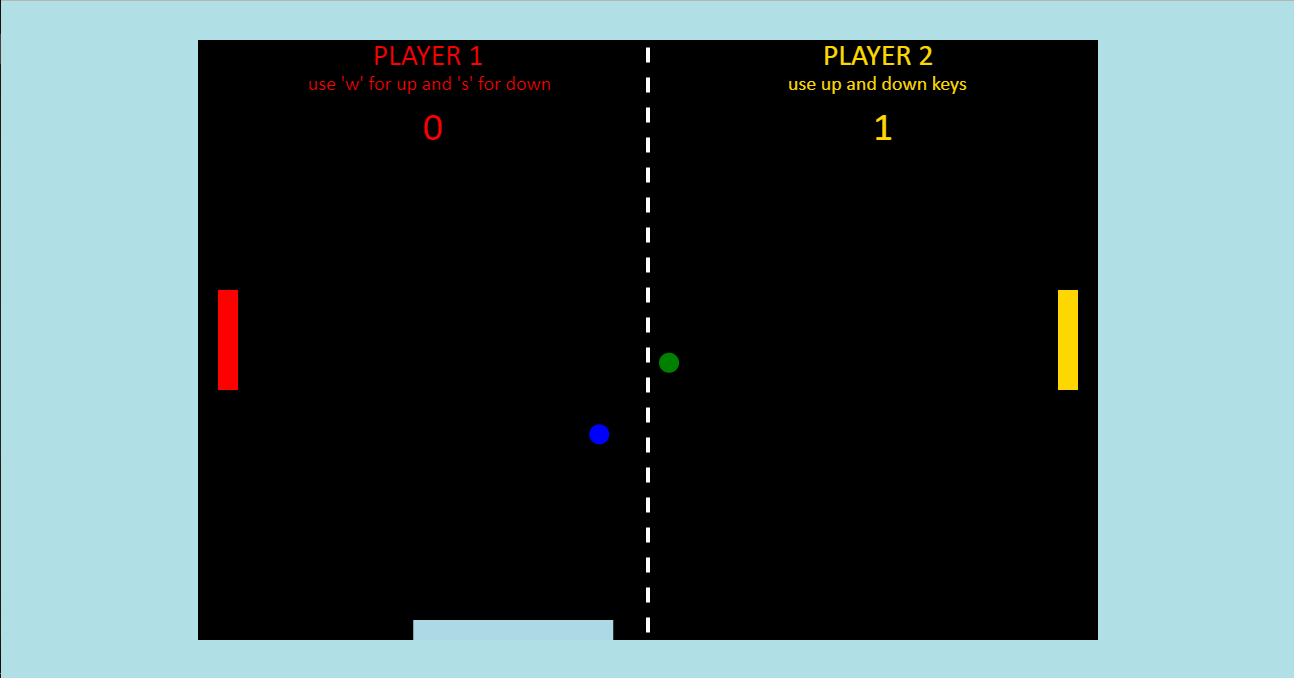 PLAYER 1
use 'w' for up and 's' for down
0
PLAYER 2
use up and down keys
1